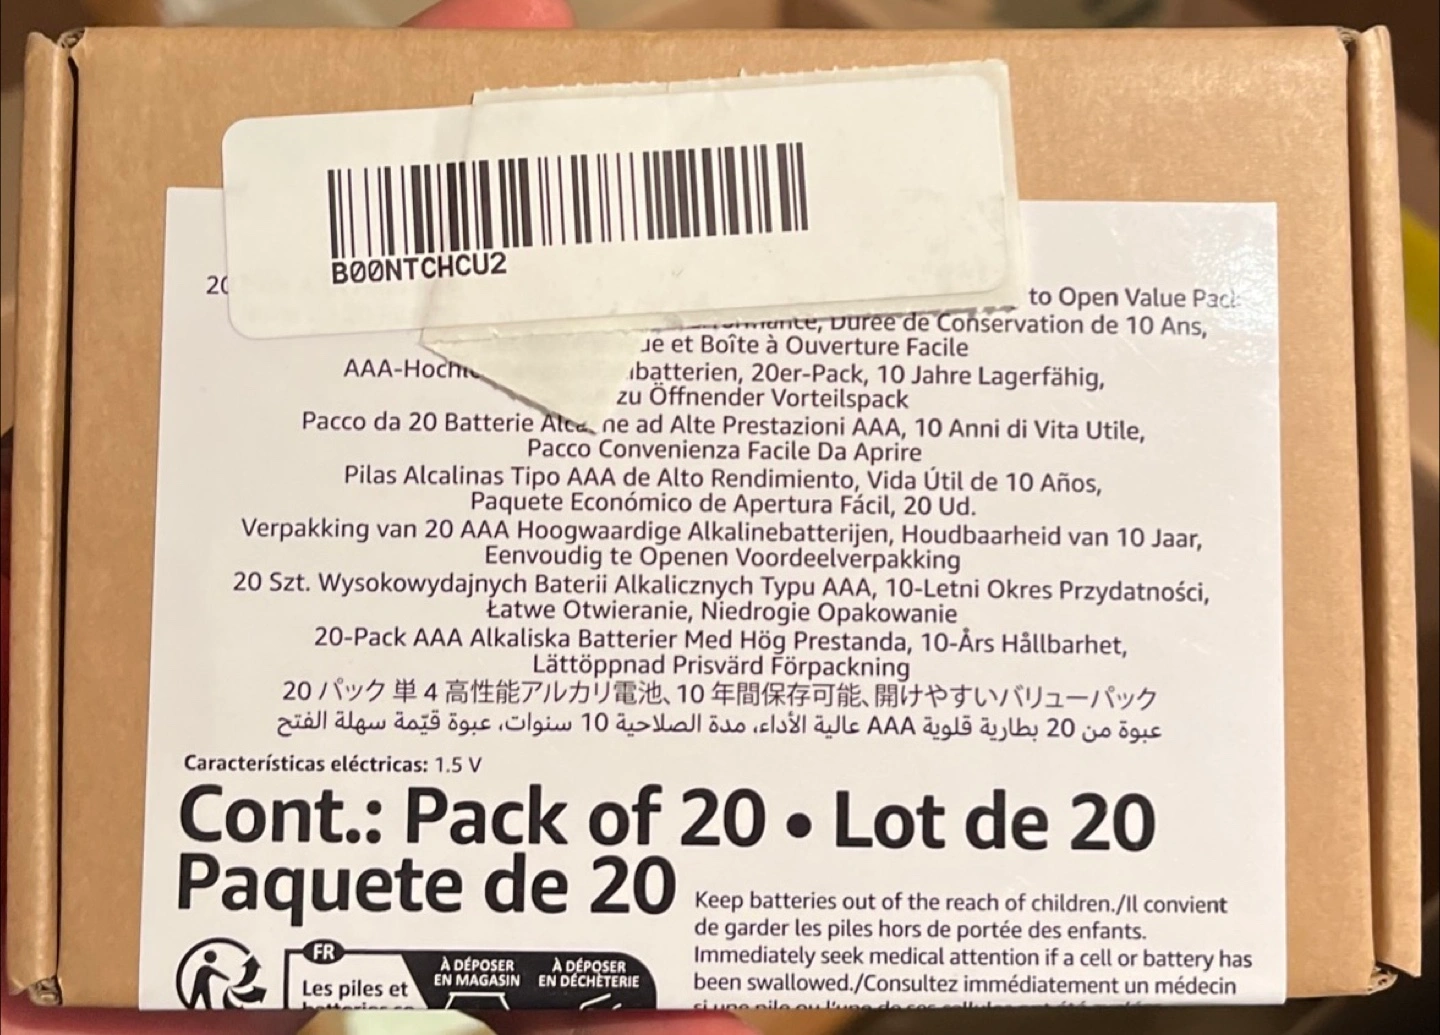 B00NTCHCU2
20
to Open Value Pack
Durée de Conservation de 10 Ans,
et Boîte à Ouverture Facile
20er-Pack, 10 Jahre Lagerfähig,
zu Öffnender Vorteilspack
Pacco da 20 Batterie ad Alte Prestazioni AAA, 10 Anni di Vita Utile,
Pacco Convenienza Facile Da Aprire
Pilas Alcalinas Tipo AAA de Alto Rendimiento, Vida Útil de 10 Años,
Paquete Económico de Apertura Fácil, 20 Ud.
Verpakking van 20 AAA Hoogwaardige Alkalinebatterijen, Houdbaarheid van 10 Jaar,
Eenvoudig te Openen Voordeelverpakking
20 Szt. Wysokowydajnych Baterii Alkalicznych Typu AAA, 10-Letni Okres Przydatności,
Łatwe Otwieranie, Niedrogie Opakowanie
20-Pack AAA Alkaliska Batterier Med Hög Prestanda, 10-Års Hållbarhet,
Lättöppnad Prisvärd Förpackning
20 パック 単 4 高性能アルカリ電池、10 年間保存可能、開けやすいバリューパック
عبوة من 20 بطارية قلوية AAA عالية الأداء، مدة الصلاحية 10 سنوات، عبوة قيّمة سهلة الفتح
Características eléctricas: 1.5 V
Cont.: Pack of 20 • Lot de 20
Paquete de 20
Keep batteries out of the reach of children./Il convient
de garder les piles hors de portée des enfants.
Immediately seek medical attention if a cell or battery has
been swallowed./Consultez immédiatement un médecin
FR
Les piles et
À DÉPOSER
EN MAGASIN
À DÉPOSER
EN DÉCHÈTERIE